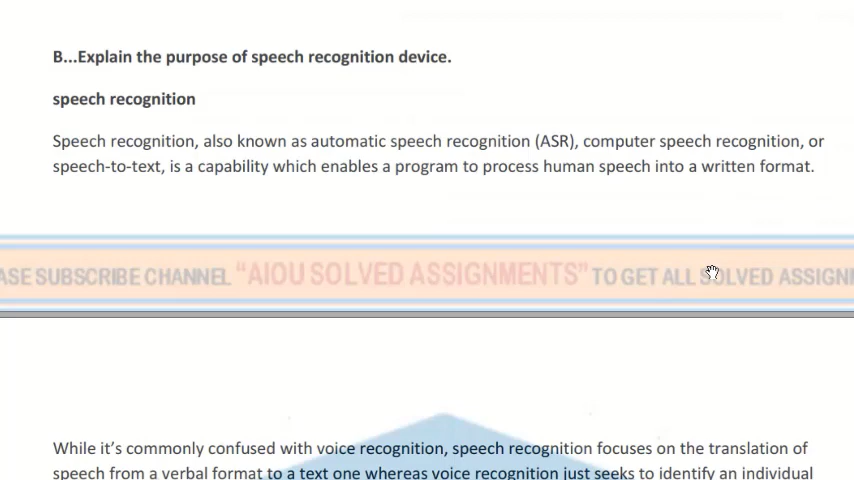 B...Explain the purpose of speech recognition device.
speech recognition
Speech recognition, also known as automatic speech recognition (ASR), computer speech recognition, or
speech-to-text, is a capability which enables a program to process human speech into a written format.
ASE SUBSCRIBE CHANNEL "AIOU SOLVED ASSIGNMENTS" TO GET ALL SOLVED ASSIGN
While it’s commonly confused with voice recognition, speech recognition focuses on the translation of
speech from a verbal format to a text one whereas voice recognition just seeks to identify an individual